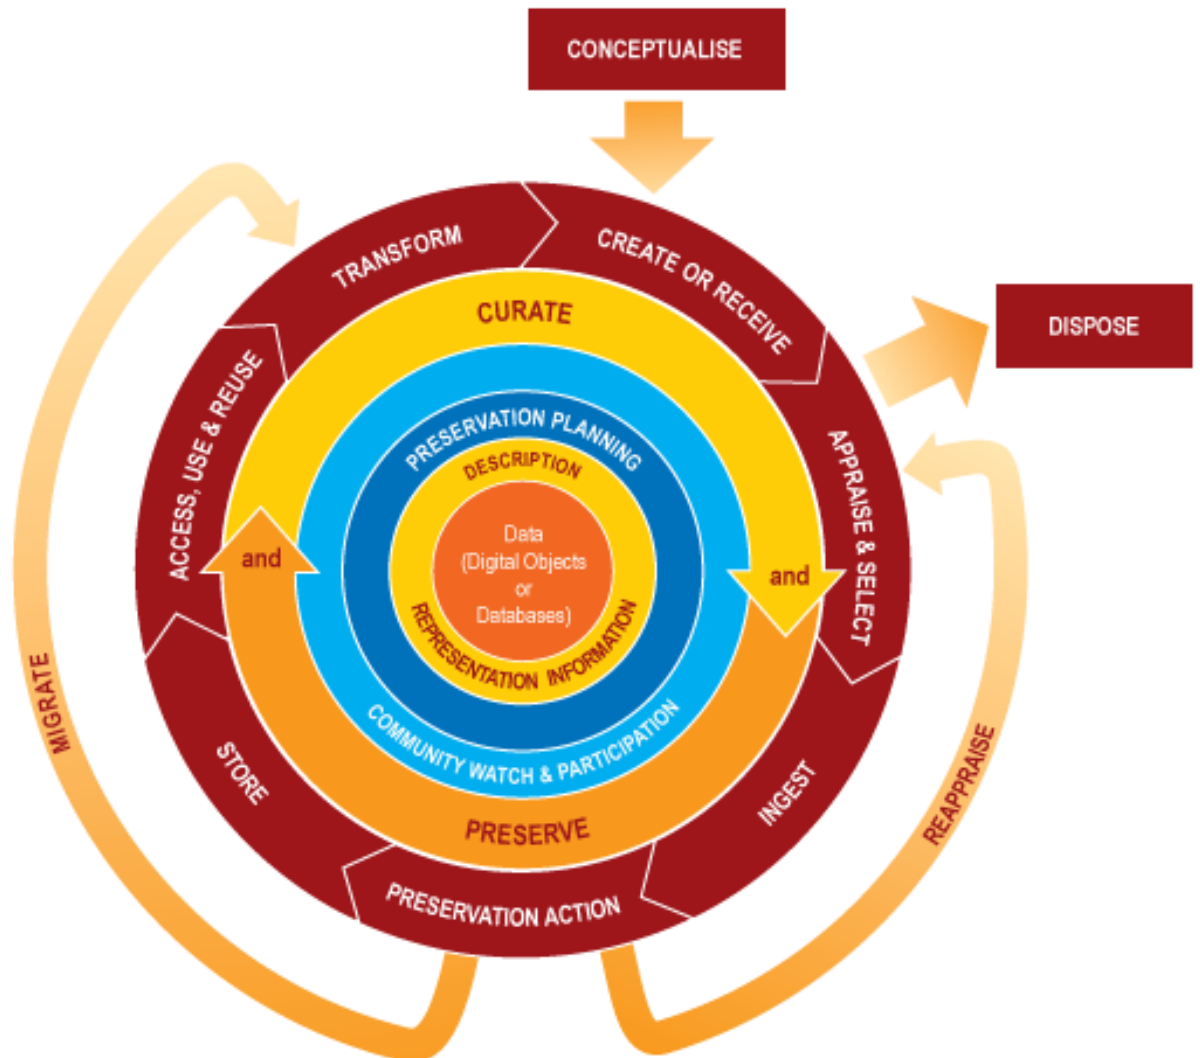 CONCEPTUALISE
TRANSFORM
CREATE OR RECEIVE
DISPOSE
CURATE
ACCESS, USE & REUSE
PRESERVATION PLANNING
APPRAISE & SELECT
DESCRIPTION
Data
(Digital Objects
or
Databases)
and
and
REPRESENTATION INFORMATION
COMMUNITY WATCH & PARTICIPATION
MIGRATE
STORE
INGEST
REAPPRAISE
PRESERVE
PRESERVATION ACTION